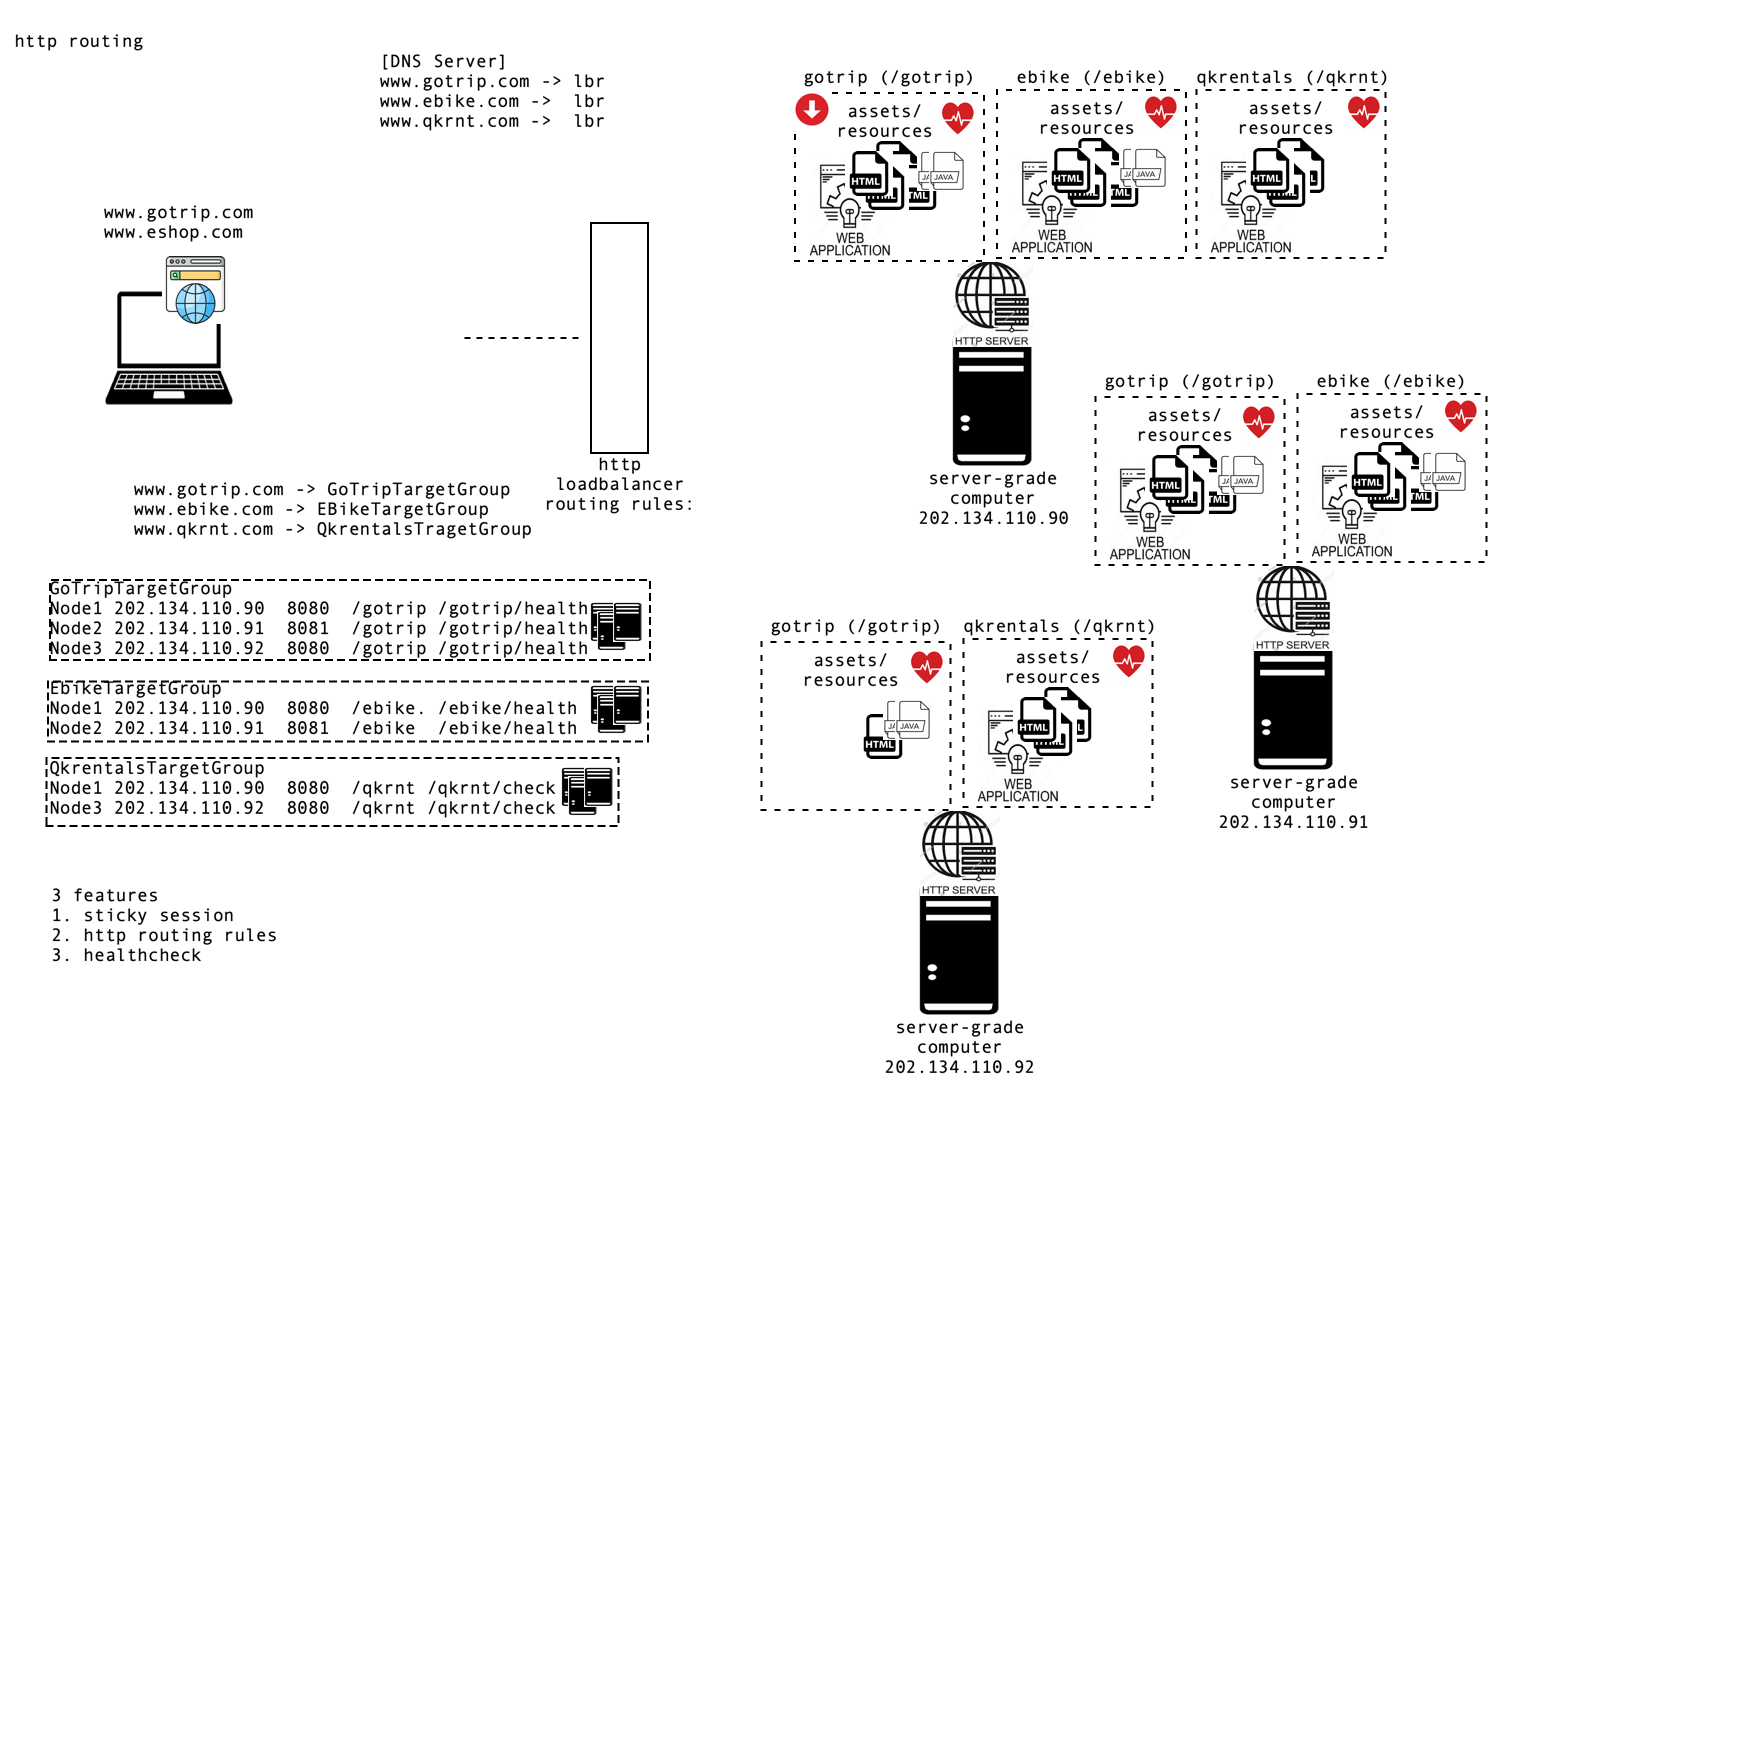 http routing
[DNS Server]
www.gotrip.com -> lbr
www.ebike.com ->  lbr
www.qkrnt.com ->  lbr
www.gotrip.com
www.eshop.com
http
loadbalancer
routing rules:
www.gotrip.com -> GoTripTargetGroup
www.ebike.com -> EBikeTargetGroup
www.qkrnt.com -> QkrentalsTragetGroup
GoTripTargetGroup
Node1 202.134.110.90  8080  /gotrip /gotrip/health
Node2 202.134.110.91  8081  /gotrip /gotrip/health
Node3 202.134.110.92  8080  /gotrip /gotrip/health
EbikeTargetGroup
Node1 202.134.110.90  8080  /ebike. /ebike/health
Node2 202.134.110.91  8081  /ebike  /ebike/health
QkrentalsTargetGroup
Node1 202.134.110.90  8080  /qkrnt /qkrnt/check
Node3 202.134.110.92  8080  /qkrnt /qkrnt/check
3 features
1. sticky session
2. http routing rules
3. healthcheck
gotrip (/gotrip)
assets/
resources
HTML
JAVA
WEB
APPLICATION
ebike (/ebike)
assets/
resources
HTML
JAVA
WEB
APPLICATION
qkrentals (/qkrnt)
assets/
resources
HTML
WEB
APPLICATION
HTTP SERVER
server-grade
computer
202.134.110.90
gotrip (/gotrip)
assets/
resources
HTML
JAVA
WEB
APPLICATION
ebike (/ebike)
assets/
resources
HTML
JAVA
WEB
APPLICATION
HTTP SERVER
server-grade
computer
202.134.110.91
gotrip (/gotrip)
assets/
resources
JAVA
HTML
qkrentals (/qkrnt)
assets/
resources
HTML
WEB
APPLICATION
HTTP SERVER
server-grade
computer
202.134.110.92